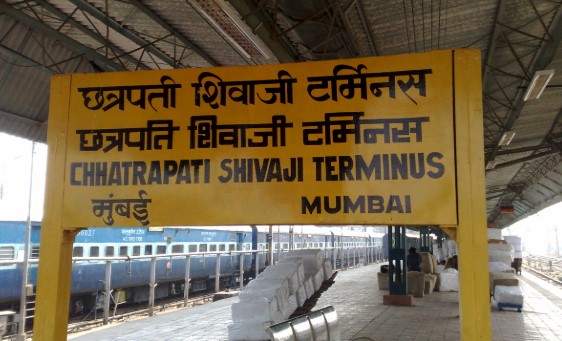 छत्रपती शिवाजी टर्मिनस
छत्रपति शिवाजी टर्मिनस
CHHATRAPATI SHIVAJI TERMINUS
मुंबई MUMBAI